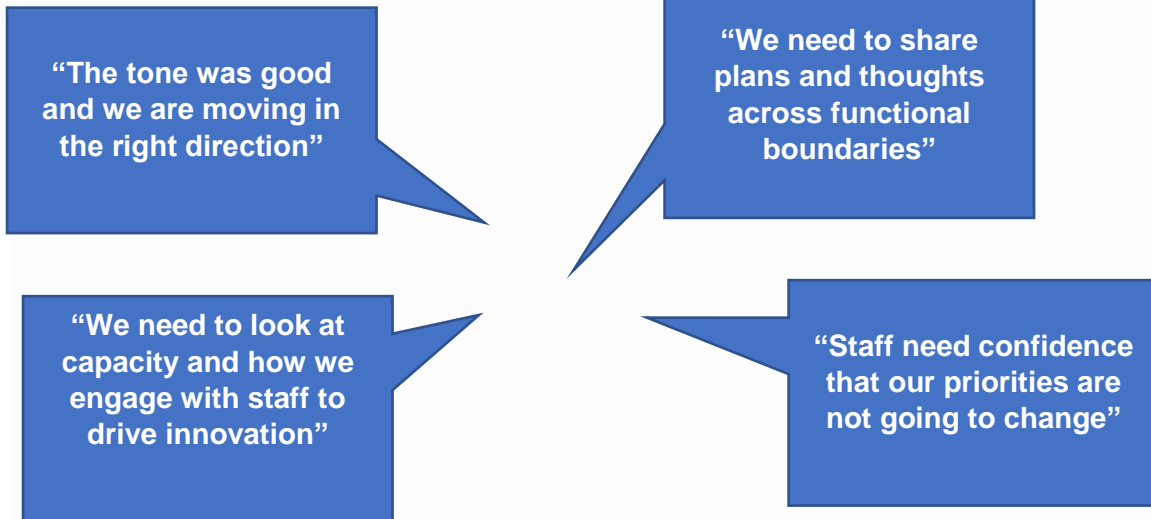 “The tone was good
and we are moving in
the right direction”
“We need to share
plans and thoughts
across functional
boundaries”
“We need to look at
capacity and how we
engage with staff to
drive innovation”
“Staff need confidence
that our priorities are
not going to change”